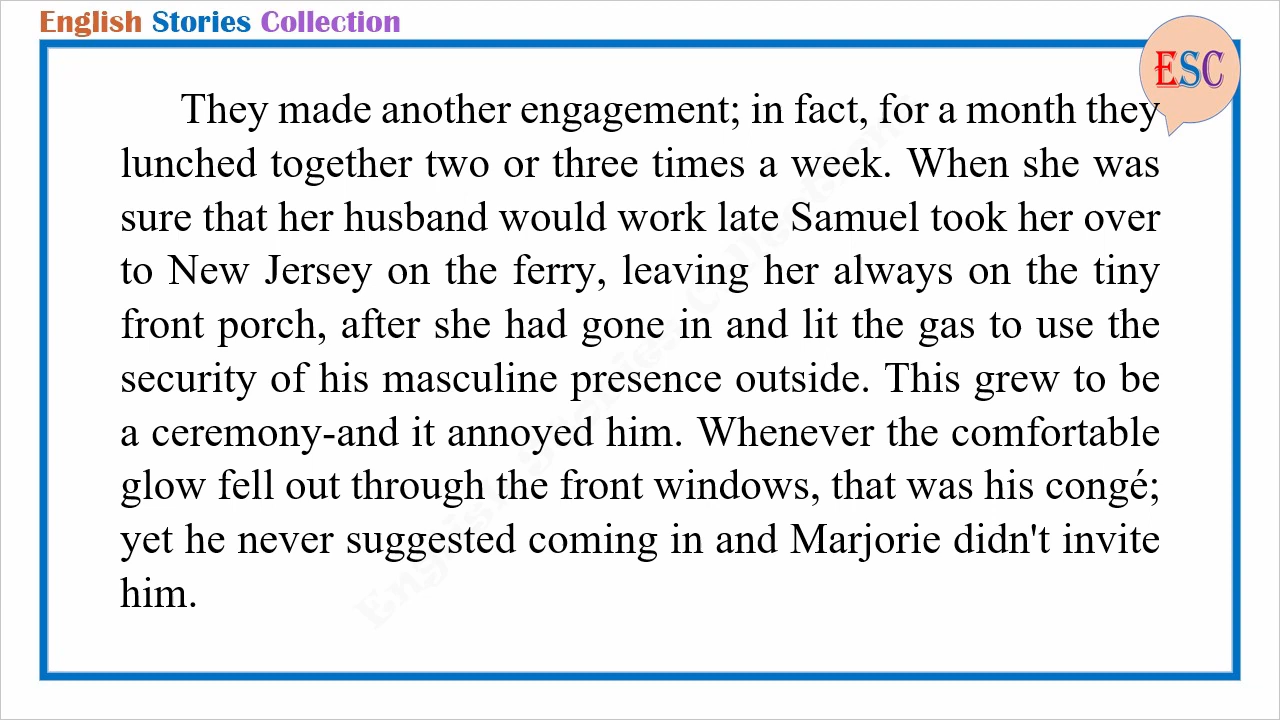 English Stories Collection
ESC
They made another engagement; in fact, for a month they
lunched together two or three times a week. When she was
sure that her husband would work late Samuel took her over
to New Jersey on the ferry, leaving her always on the tiny
front porch, after she had gone in and lit the gas to use the
security of his masculine presence outside. This grew to be
a ceremony-and it annoyed him. Whenever the comfortable
glow fell out through the front windows, that was his congé;
yet he never suggested coming in and Marjorie didn't invite
him.